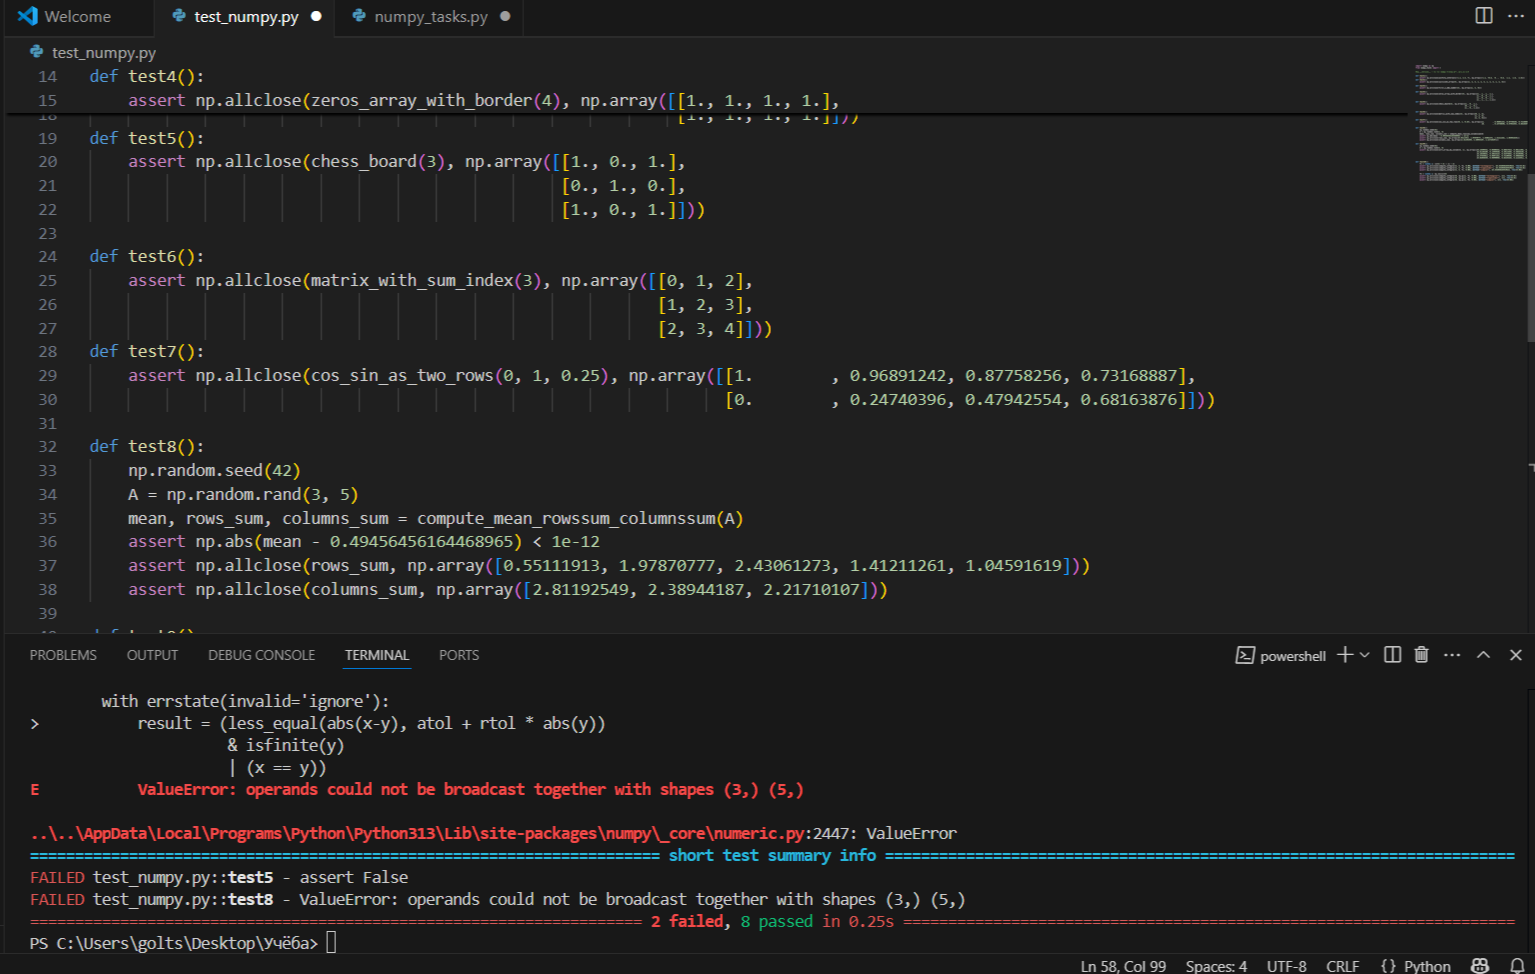 Welcome
test_numpy.py
numpy_tasks.py
test_numpy.py
14 def test4():
15 assert np.allclose(zeros_array_with_border(4), np.array([[1., 1., 1., 1.],
18 [1., 1., 1., 1.]]))
19 def test5():
20 assert np.allclose(chess_board(3), np.array([[1., 0., 1.],
21 [0., 1., 0.],
22 [1., 0., 1.]]))
23
24 def test6():
25 assert np.allclose(matrix_with_sum_index(3), np.array([[0, 1, 2],
26 [1, 2, 3],
27 [2, 3, 4]]))
28 def test7():
29 assert np.allclose(cos_sin_as_two_rows(0, 1, 0.25), np.array([[1.        , 0.96891242, 0.87758256, 0.73168887],
30 [0.        , 0.24740396, 0.47942554, 0.68163876]]))
31
32 def test8():
33 np.random.seed(42)
34 A = np.random.rand(3, 5)
35 mean, rows_sum, columns_sum = compute_mean_rowssum_columnssum(A)
36 assert np.abs(mean - 0.49456456164468965) < 1e-12
37 assert np.allclose(rows_sum, np.array([0.55111913, 1.97870777, 2.43061273, 1.41211261, 1.04591619]))
38 assert np.allclose(columns_sum, np.array([2.81192549, 2.38944187, 2.21710107]))
39
PROBLEMS OUTPUT DEBUG CONSOLE TERMINAL PORTS
powershell
with errstate(invalid='ignore'):
> result = (less_equal(abs(x-y), atol + rtol * abs(y))
& isfinite(y)
| (x == y))
E ValueError: operands could not be broadcast together with shapes (3,) (5,)
..\..\AppData\Local\Programs\Python\Python313\Lib\site-packages\numpy\_core\numeric.py:2447: ValueError
====================== short test summary info ======================
FAILED test_numpy.py::test5 - assert False
FAILED test_numpy.py::test8 - ValueError: operands could not be broadcast together with shapes (3,) (5,)
====================== 2 failed, 8 passed in 0.25s ======================
PS C:\Users\golts\Desktop\Учёба>
Ln 58, Col 99 Spaces: 4 UTF-8 CRLF {} Python